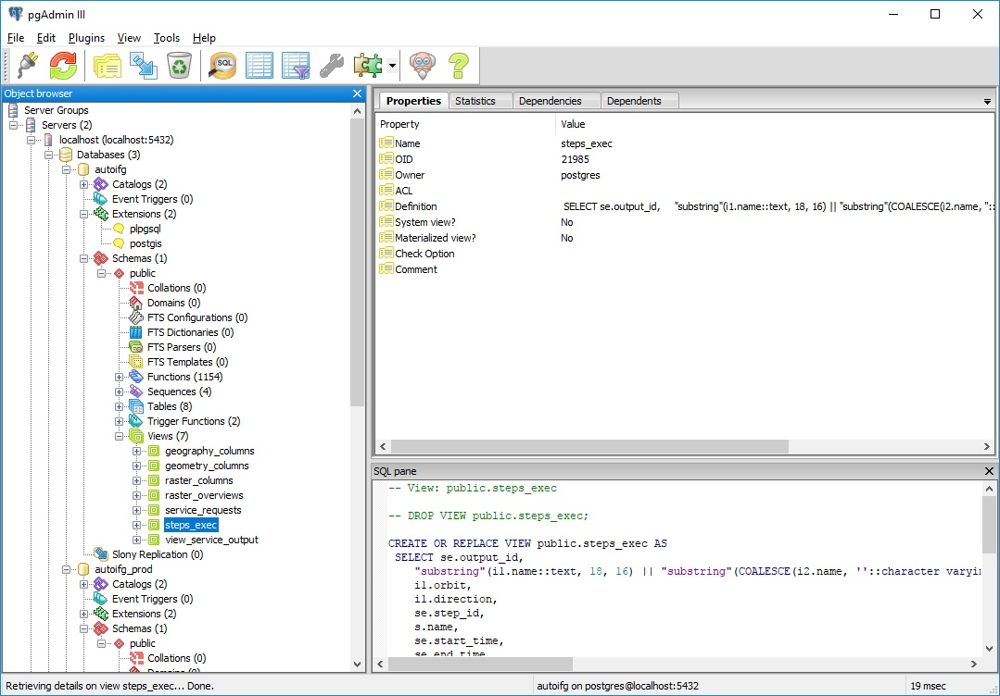 pgAdmin III
File Edit Plugins View Tools Help
SQL
Object browser
Server Groups
Servers (2)
localhost (localhost:5432)
Databases (3)
autoifg
Catalogs (2)
Event Triggers (0)
Extensions (2)
plpgsql
postgis
Schemas (1)
public
Collations (0)
Domains (0)
FTS Configurations (0)
FTS Dictionaries (0)
FTS Parsers (0)
FTS Templates (0)
Functions (1154)
Sequences (4)
Tables (8)
Trigger Functions (2)
Views (7)
geography_columns
geometry_columns
raster_columns
raster_overviews
service_requests
steps_exec
view_service_output
Slony Replication (0)
autoifg_prod
Catalogs (2)
Event Triggers (0)
Extensions (2)
Schemas (1)
public
Collations (0)
Domains (0)
Properties Statistics Dependencies Dependents
Property Value
Name steps_exec
OID 21985
Owner postgres
ACL
Definition SELECT se.output_id, "substring"(i1.name::text, 18, 16) || "substring"(COALESCE(i2.name, ''::
System view? No
Materialized view? No
Check Option
Comment
SQL pane
-- View: public.steps_exec
-- DROP VIEW public.steps_exec;
CREATE OR REPLACE VIEW public.steps_exec AS
SELECT se.output_id,
"substring"(i1.name::text, 18, 16) || "substring"(COALESCE(i2.name, ''::character varyin
i1.orbit,
i1.direction,
se.step_id,
s.name,
se.start_time,
se.end_time
Retrieving details on view steps_exec... Done.
autoifg on postgres@localhost:5432
19 msec